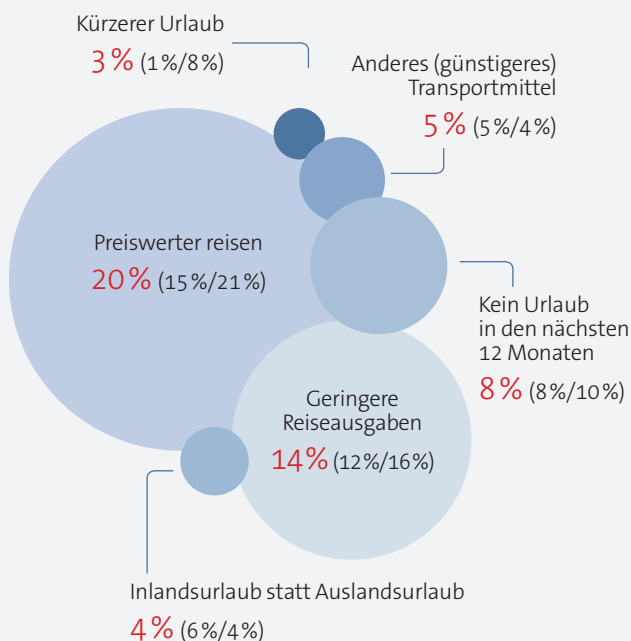 Kürzerer Urlaub
3 % (1 %/8 %)
Anderes (günstigeres)
Transportmittel
5 % (5 %/4 %)
Preiswerter reisen
20 % (15 %/21 %)
Kein Urlaub
in den nächsten
12 Monaten
8 % (8 %/10 %)
Geringere
Reiseausgaben
14 % (12 %/16 %)
Inlandsurlaub statt Auslandsurlaub
4 % (6 %/4 %)